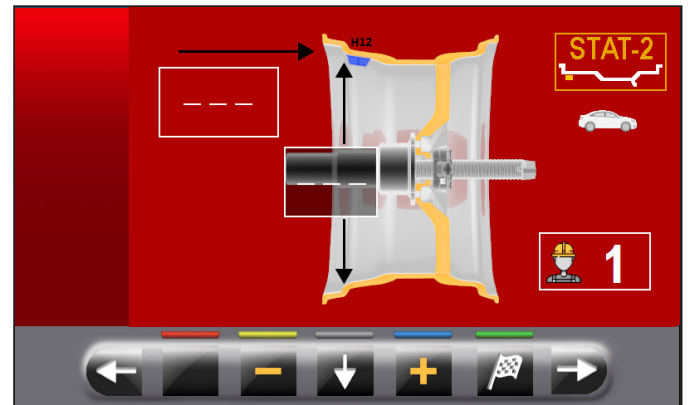 H12
STAT-2
_ _ _
_ _ _
1